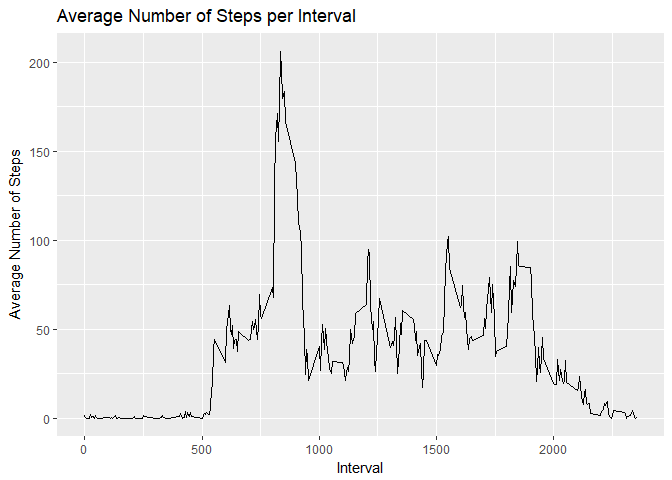 Average Number of Steps per Interval
Average Number of Steps
200
150
100
50
0
0 500 1000 1500 2000
Interval